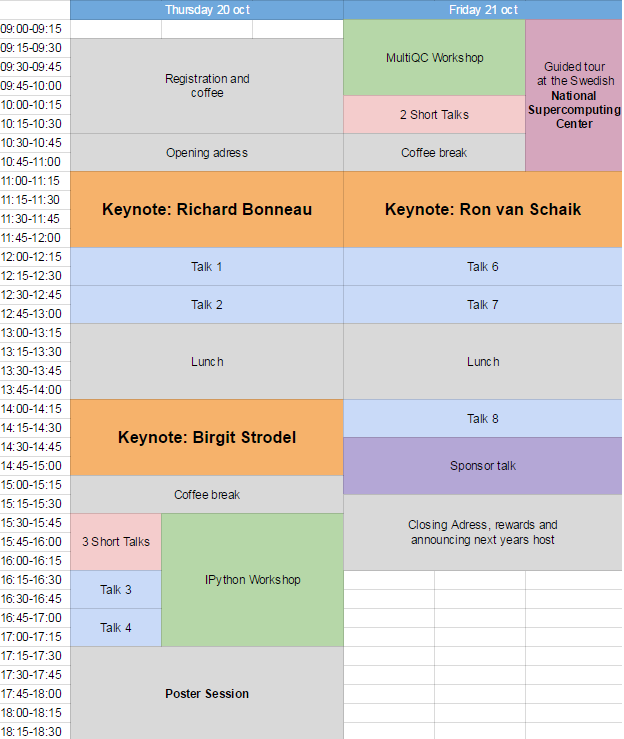 Thursday 20 oct Friday 21 oct
09:00-09:15
09:15-09:30
MultiQC Workshop
09:30-09:45
Guided tour
at the Swedish
National
Supercomputing
Center
Registration and
coffee
09:45-10:00
10:00-10:15
2 Short Talks
10:15-10:30
10:30-10:45
Opening adress Coffee break
10:45-11:00
11:00-11:15
11:15-11:30
Keynote: Richard Bonneau Keynote: Ron van Schaik
11:30-11:45
11:45-12:00
12:00-12:15
Talk 1 Talk 6
12:15-12:30
12:30-12:45
Talk 2 Talk 7
12:45-13:00
13:00-13:15
13:15-13:30
Lunch Lunch
13:30-13:45
13:45-14:00
14:00-14:15
Talk 8
14:15-14:30
Keynote: Birgit Strodel
14:30-14:45
14:45-15:00
Sponsor talk
15:00-15:15
Coffee break
15:15-15:30
15:30-15:45
Closing Adress, rewards and
announcing next years host
15:45-16:00
3 Short Talks
16:00-16:15
16:15-16:30
IPython Workshop
Talk 3
16:30-16:45
16:45-17:00
Talk 4
17:00-17:15
17:15-17:30
17:30-17:45
Poster Session
17:45-18:00
18:00-18:15
18:15-18:30